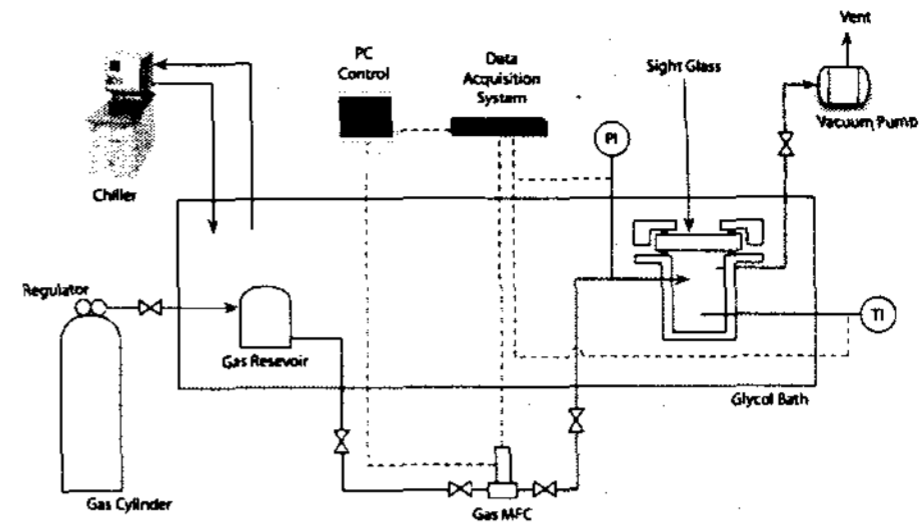 Vent
PC
Control
Data
Acquisition
System
Sight Glass
PI
Vacuum Pump
Chiller
Regulator
Gas Resevoir
TI
Glycol Bath
Gas Cylinder
Gas MFC